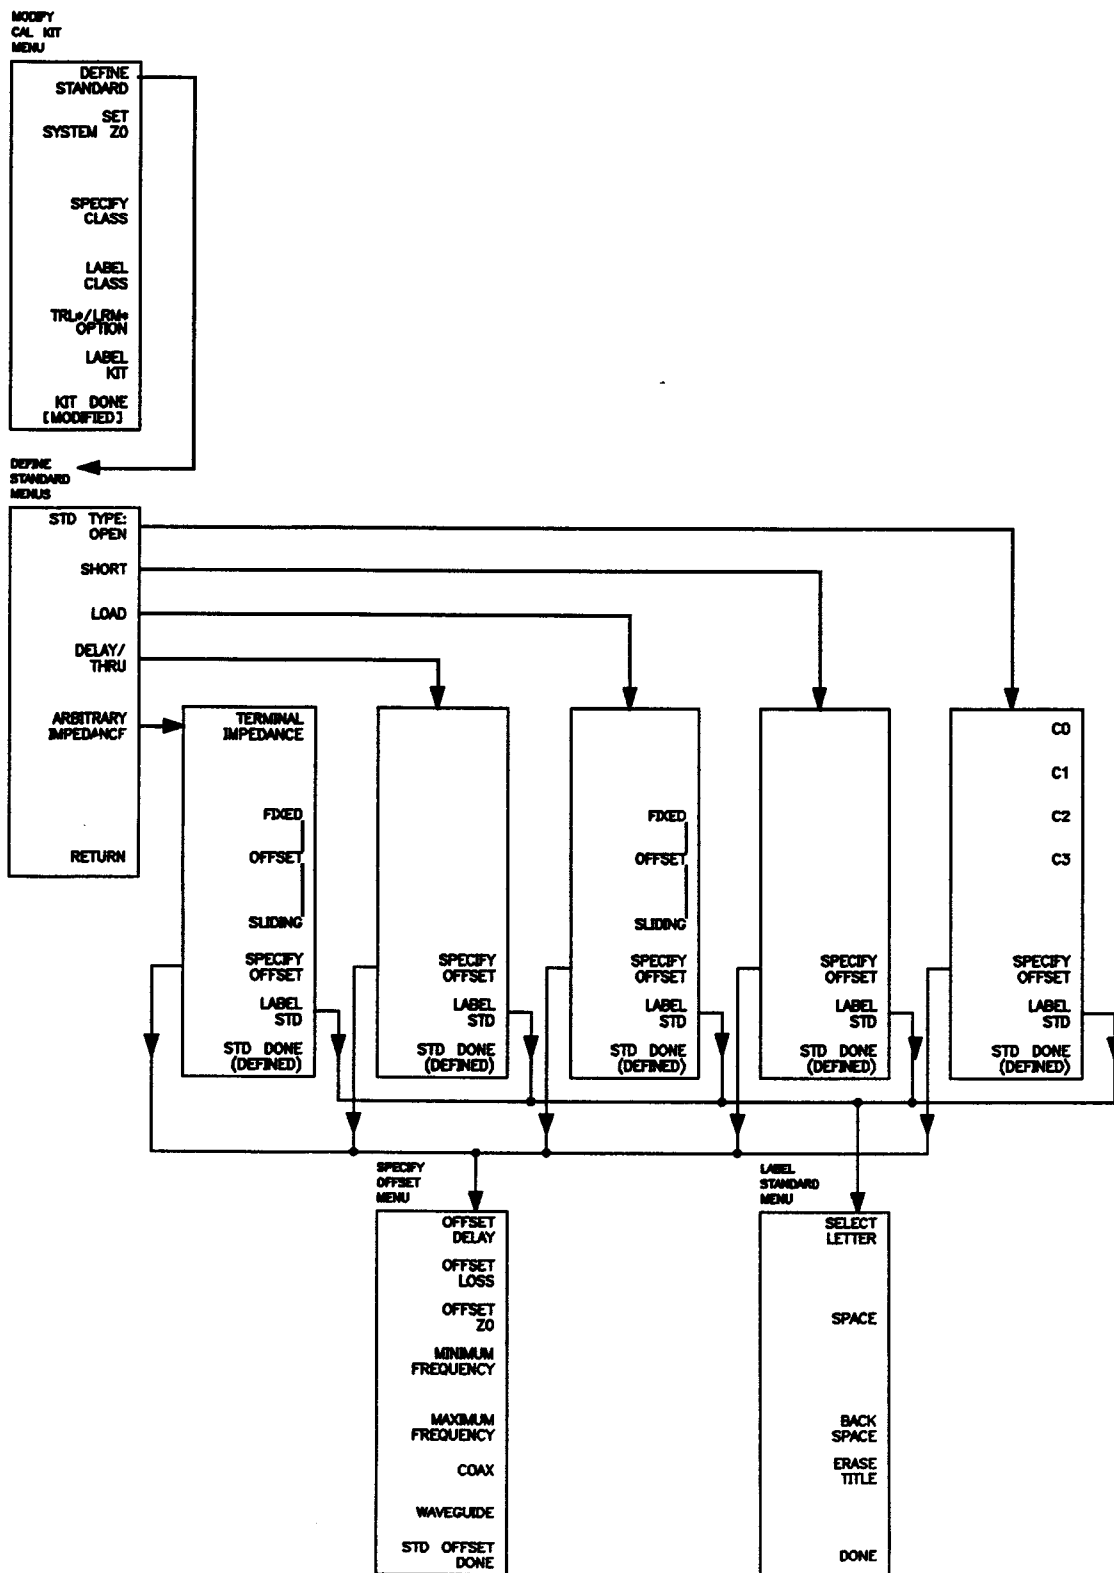 MODIFY
CAL KIT
MENU
DEFINE
STANDARD
SET
SYSTEM Z0
SPECIFY
CLASS
LABEL
CLASS
TRL*/LRM*
OPTION
LABEL
KIT
KIT DONE
[MODIFIED]
DEFINE
STANDARD
MENUS
STD TYPE:
OPEN
SHORT
LOAD
DELAY/
THRU
ARBITRARY
IMPEDANCE
RETURN
TERMINAL
IMPEDANCE
FIXED
OFFSET
SLIDING
SPECIFY
OFFSET
LABEL
STD
STD DONE
(DEFINED)
SPECIFY
OFFSET
LABEL
STD
STD DONE
(DEFINED)
FIXED
OFFSET
SLIDING
SPECIFY
OFFSET
LABEL
STD
STD DONE
(DEFINED)
SPECIFY
OFFSET
LABEL
STD
STD DONE
(DEFINED)
C0
C1
C2
C3
SPECIFY
OFFSET
LABEL
STD
STD DONE
(DEFINED)
SPECIFY
OFFSET
MENU
OFFSET
DELAY
OFFSET
LOSS
OFFSET
Z0
MINIMUM
FREQUENCY
MAXIMUM
FREQUENCY
COAX
WAVEGUIDE
STD OFFSET
DONE
LABEL
STANDARD
MENU
SELECT
LETTER
SPACE
BACK
SPACE
ERASE
TITLE
DONE